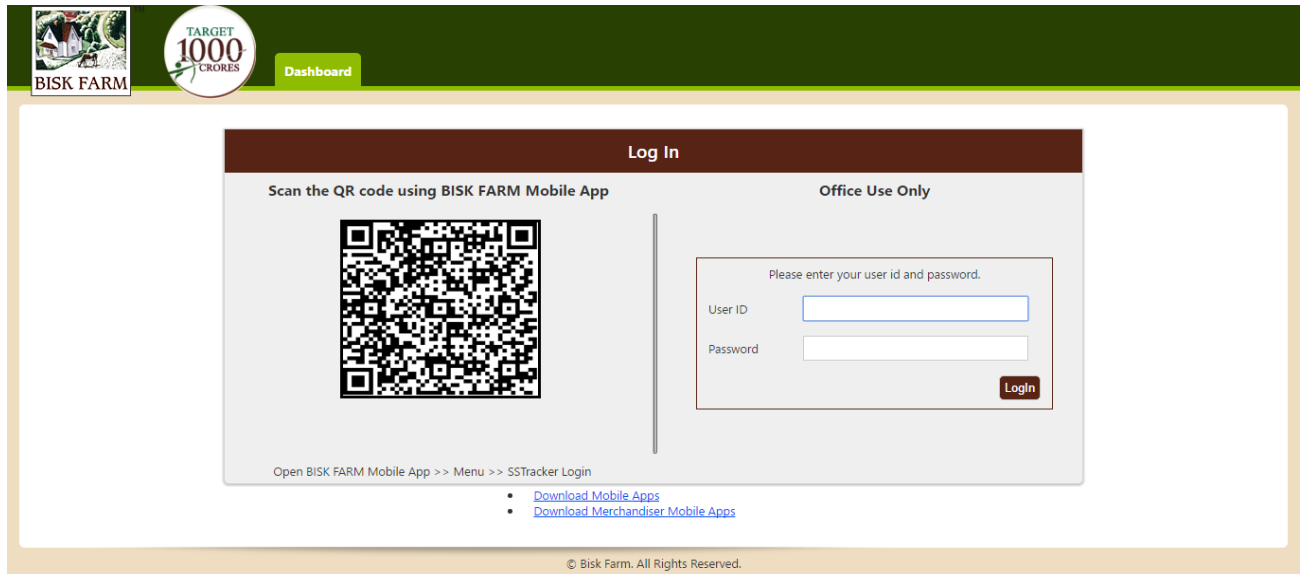 BISK FARM
TARGET
1000
CRORES
Dashboard
Log In
Scan the QR code using BISK FARM Mobile App
Office Use Only
Please enter your user id and password.
User ID
Password
LogIn
Open BISK FARM Mobile App >> Menu >> SSTracker Login
Download Mobile Apps
Download Merchandiser Mobile Apps
© Bisk Farm. All Rights Reserved.